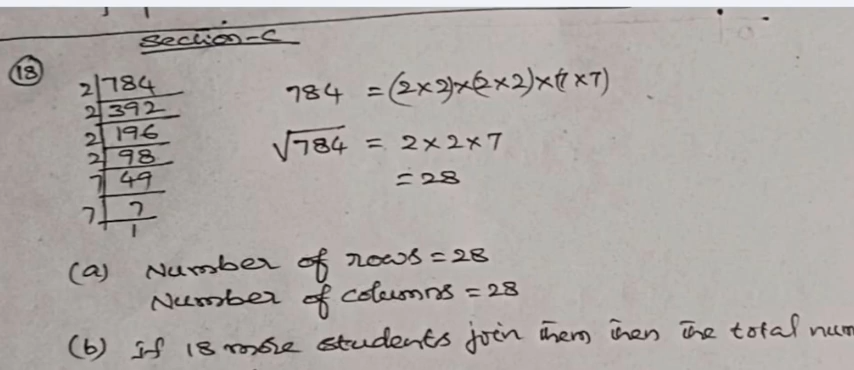 Section-C
(18)
2|784
2|392
2|196
2|98
7|49
7|7
1
784 = (2×2)×(2×2)×(7×7)
√784 = 2×2×7
= 28
(a) Number of rows = 28
Number of columns = 28
(b) If 18 more students join them then the total num